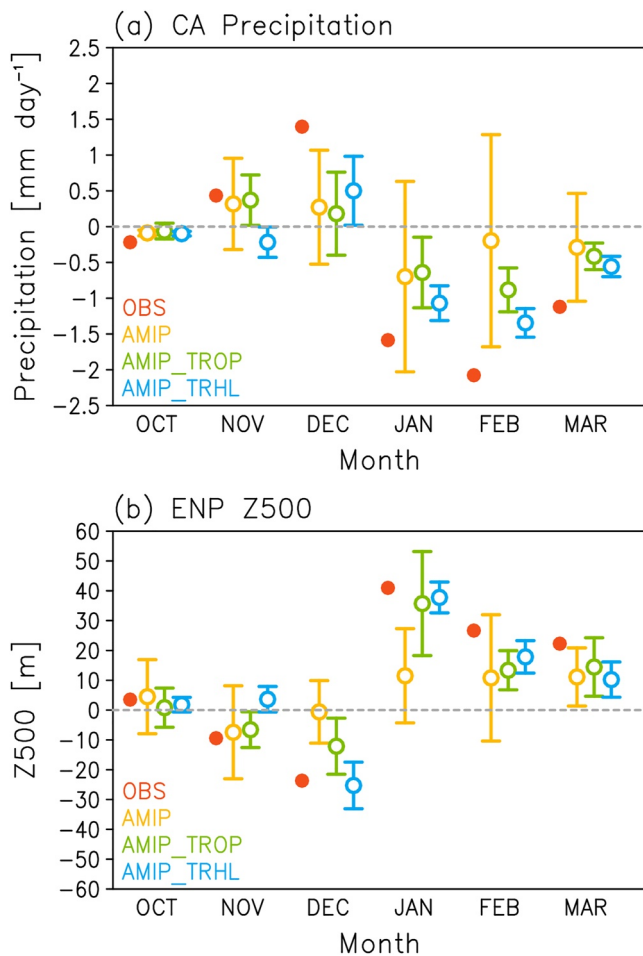 (a) CA Precipitation
Precipitation [mm day⁻¹]
2.5
2
1.5
1
0.5
0
−0.5
−1
−1.5
−2
−2.5
OBS
AMIP
AMIP_TROP
AMIP_TRHL
OCT NOV DEC JAN FEB MAR
Month
(b) ENP Z500
Z500 [m]
60
50
40
30
20
10
0
−10
−20
−30
−40
−50
−60
OBS
AMIP
AMIP_TROP
AMIP_TRHL
OCT NOV DEC JAN FEB MAR
Month